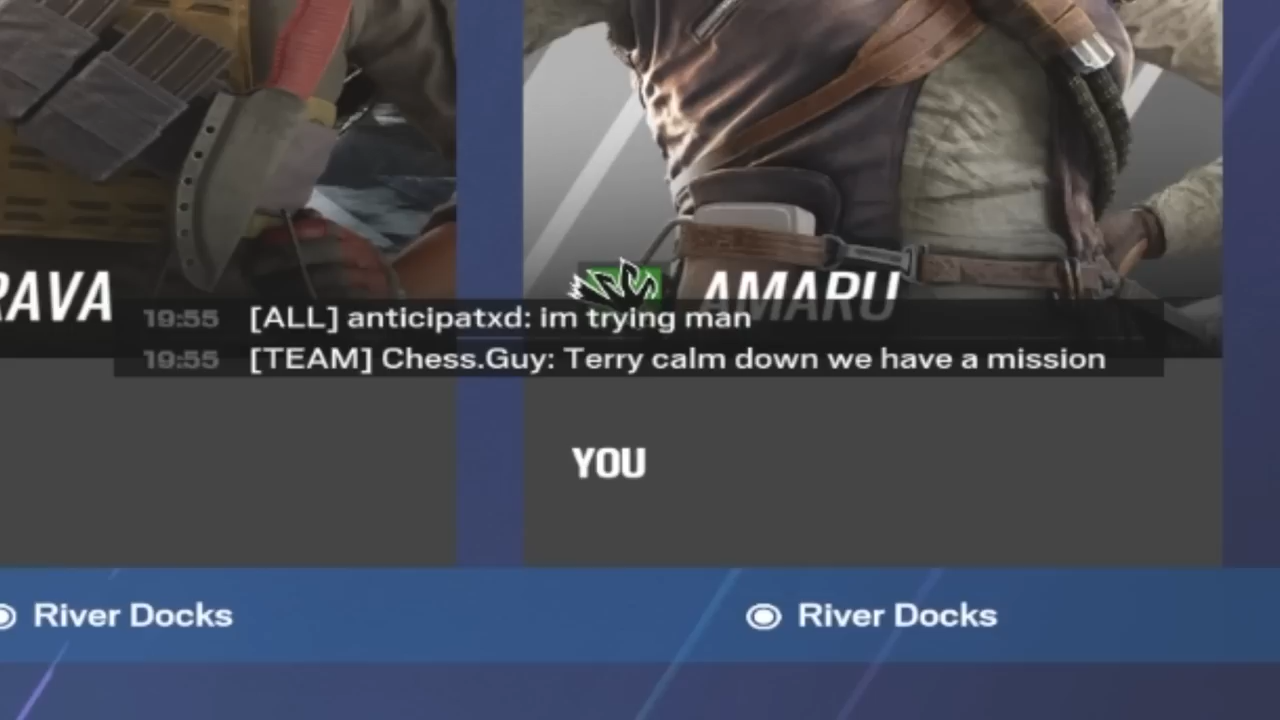 RAVA
AMARU
19:55 [ALL] anticipatxd: im trying man
19:55 [TEAM] Chess.Guy: Terry calm down we have a mission
YOU
River Docks
River Docks